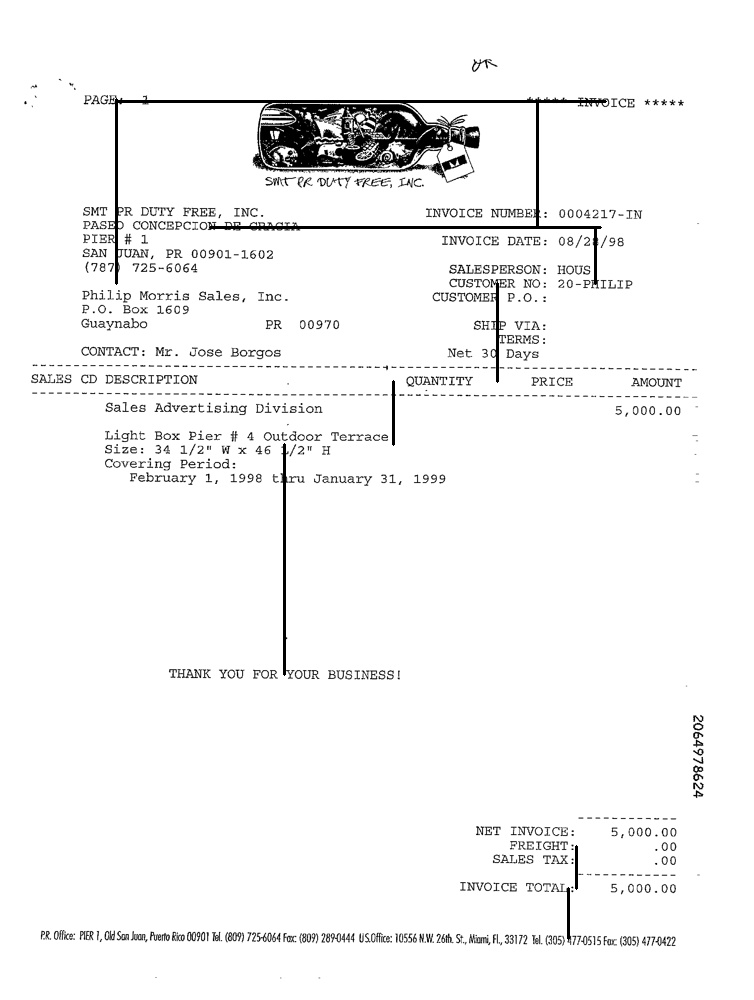 PAGE: 1 ***** INVOICE *****
SMT PR DUTY FREE, INC.
SMT PR DUTY FREE, INC. INVOICE NUMBER: 0004217-IN
PASEO CONCEPCION DE GRACIA
PIER # 1 INVOICE DATE: 08/28/98
SAN JUAN, PR 00901-1602
(787) 725-6064 SALESPERSON: HOUS
CUSTOMER NO: 20-PHILIP
Philip Morris Sales, Inc. CUSTOMER P.O.:
P.O. Box 1609
Guaynabo PR 00970 SHIP VIA:
TERMS:
CONTACT: Mr. Jose Borgos Net 30 Days
SALES CD DESCRIPTION QUANTITY PRICE AMOUNT
Sales Advertising Division 5,000.00
Light Box Pier # 4 Outdoor Terrace
Size: 34 1/2" W x 46 1/2" H
Covering Period:
February 1, 1998 thru January 31, 1999
THANK YOU FOR YOUR BUSINESS!
2064978624
NET INVOICE: 5,000.00
FREIGHT: .00
SALES TAX: .00
INVOICE TOTAL: 5,000.00
P.R. Office: PIER 1, Old San Juan, Puerto Rico 00901 Tel. (809) 725-6064 Fax: (809) 289-0444 U.S.Office: 10556 N.W. 26th. St., Miami, Fl., 33172 Tel. (305) 477-0515 Fax: (305) 477-0422